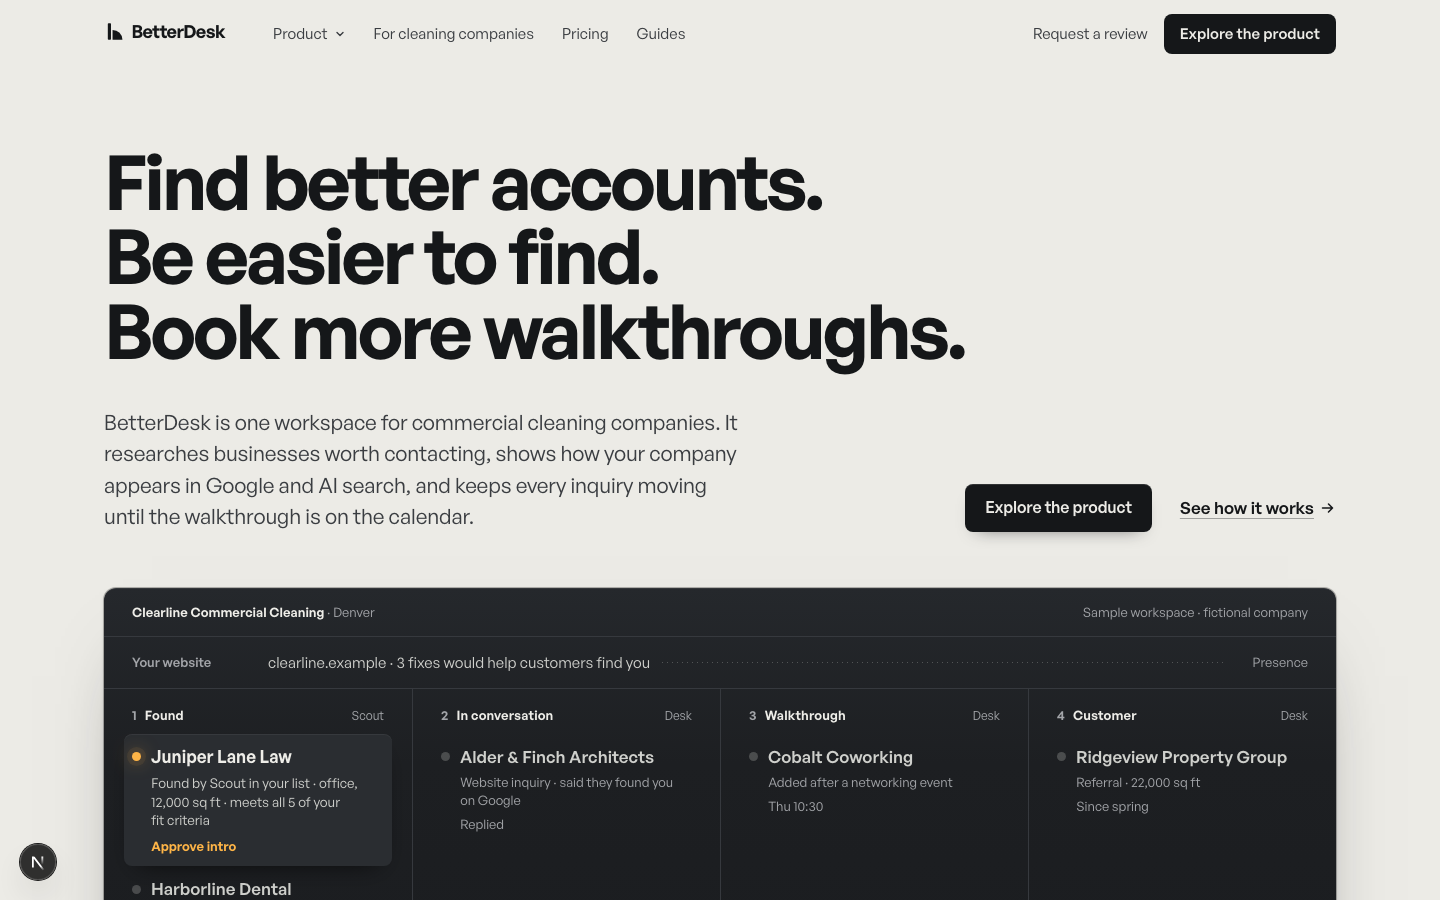 BetterDesk
Product
For cleaning companies
Pricing
Guides
Request a review
Explore the product
Find better accounts.
Be easier to find.
Book more walkthroughs.
BetterDesk is one workspace for commercial cleaning companies. It
researches businesses worth contacting, shows how your company
appears in Google and AI search, and keeps every inquiry moving
until the walkthrough is on the calendar.
Explore the product
See how it works →
Clearline Commercial Cleaning · Denver
Sample workspace · fictional company
Your website
clearline.example · 3 fixes would help customers find you
Presence
1 Found
Scout
Juniper Lane Law
Found by Scout in your list · office,
12,000 sq ft · meets all 5 of your
fit criteria
Approve intro
Harborline Dental
2 In conversation
Desk
Alder & Finch Architects
Website inquiry · said they found you
on Google
Replied
3 Walkthrough
Desk
Cobalt Coworking
Added after a networking event
Thu 10:30
4 Customer
Desk
Ridgeview Property Group
Referral · 22,000 sq ft
Since spring
N